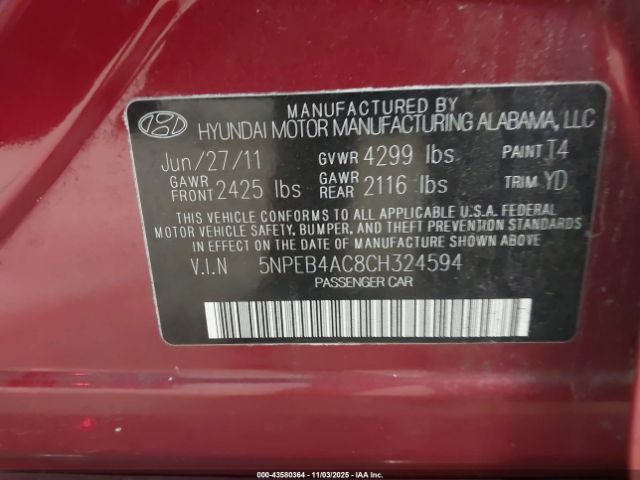 MANUFACTURED BY
HYUNDAI MOTOR MANUFACTURING ALABAMA, LLC
Jun/27/11 GVWR 4299 lbs PAINT T4
GAWR FRONT 2425 lbs GAWR REAR 2116 lbs TRIM YD
THIS VEHICLE CONFORMS TO ALL APPLICABLE U.S.A. FEDERAL
MOTOR VEHICLE SAFETY, BUMPER, AND THEFT PREVENTION STANDARDS
IN EFFECT ON THE DATE OF MANUFACTURE SHOWN ABOVE.
V.I.N 5NPEB4AC8CH324594
PASSENGER CAR
000-43580364 - 11/03/2025 - IAA Inc.